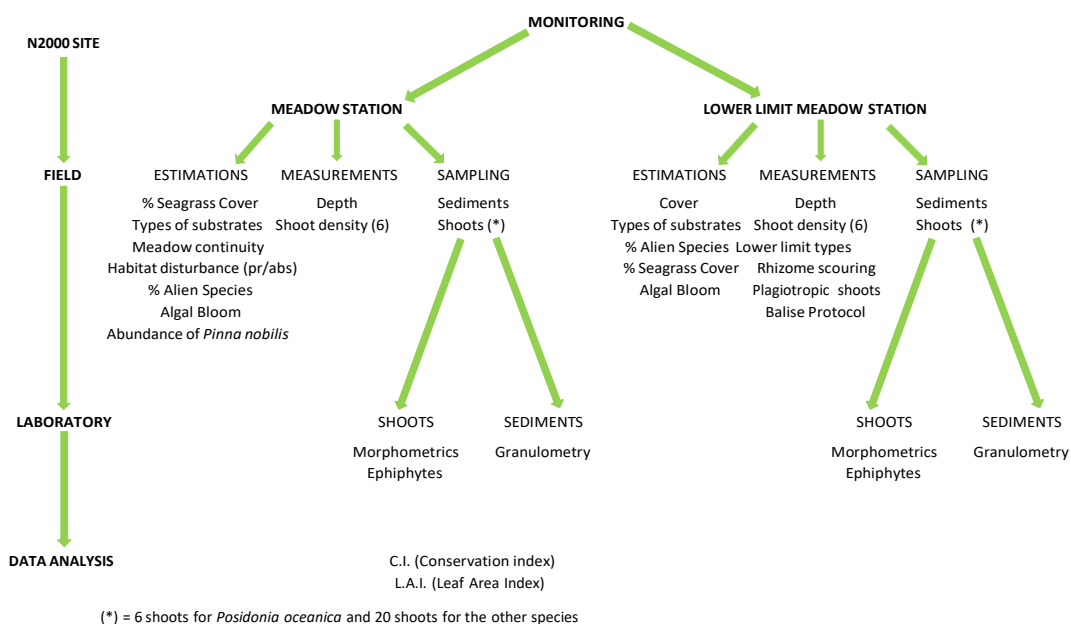 MONITORING
N2000 SITE
MEADOW STATION
LOWER LIMIT MEADOW STATION
FIELD
ESTIMATIONS
% Seagrass Cover
Types of substrates
Meadow continuity
Habitat disturbance (pr/abs)
% Alien Species
Algal Bloom
Abundance of Pinna nobilis
MEASUREMENTS
Depth
Shoot density (6)
SAMPLING
Sediments
Shoots (*)
ESTIMATIONS
Cover
Types of substrates
% Alien Species
% Seagrass Cover
Algal Bloom
MEASUREMENTS
Depth
Shoot density (6)
Lower limit types
Rhizome scouring
Plagiotropic shoots
Balise Protocol
SAMPLING
Sediments
Shoots (*)
LABORATORY
SHOOTS
Morphometrics
Ephiphytes
SEDIMENTS
Granulometry
SHOOTS
Morphometrics
Ephiphytes
SEDIMENTS
Granulometry
DATA ANALYSIS
C.I. (Conservation index)
L.A.I. (Leaf Area Index)
(*) = 6 shoots for Posidonia oceanica and 20 shoots for the other species